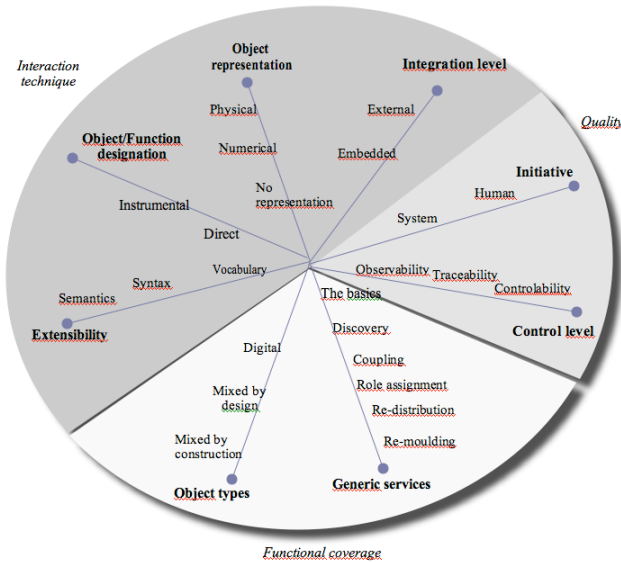 Interaction
technique
Object
representation
Integration level
Physical
External
Quality
Object/Function
designation
Numerical
Embedded
Initiative
No
representation
Human
Instrumental
System
Direct
Vocabulary
Observability
Traceability
Syntax
Controlability
Semantics
The basics
Extensibility
Control level
Discovery
Digital
Coupling
Role assignment
Mixed by
design
Re-distribution
Mixed by
construction
Re-moulding
Object types
Generic services
Functional coverage